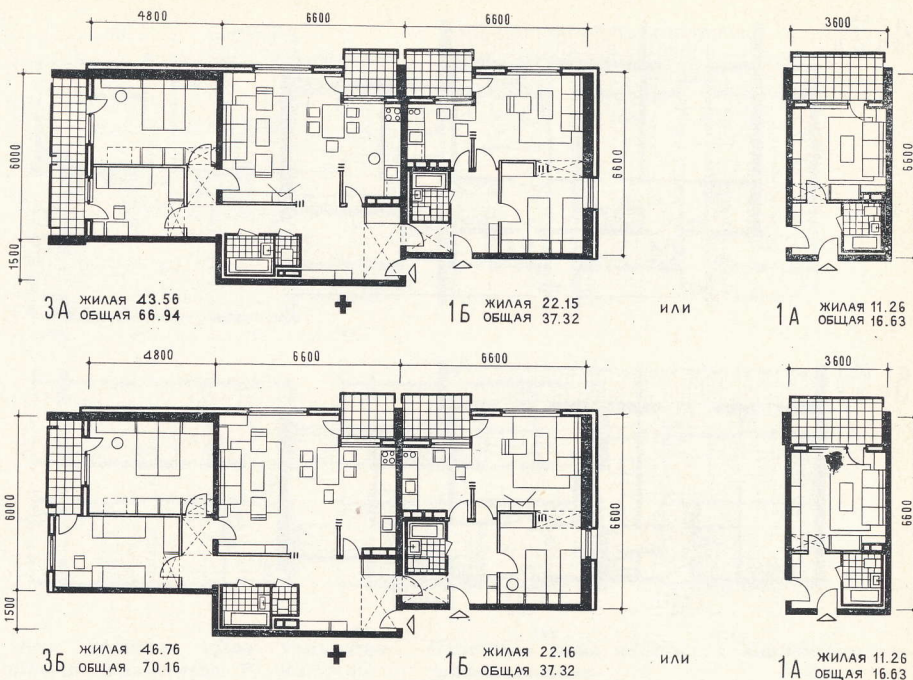 4800 6600 6600 3600
6000 6600 6600
1500
3А ЖИЛАЯ 43.56
ОБЩАЯ 66.94
+
1Б ЖИЛАЯ 22.15
ОБЩАЯ 37.32
ИЛИ
1А ЖИЛАЯ 11.26
ОБЩАЯ 16.63
4800 6600 6600 3600
6000 6600 6600
1500
3Б ЖИЛАЯ 46.76
ОБЩАЯ 70.16
+
1Б ЖИЛАЯ 22.16
ОБЩАЯ 37.32
ИЛИ
1А ЖИЛАЯ 11.26
ОБЩАЯ 16.63